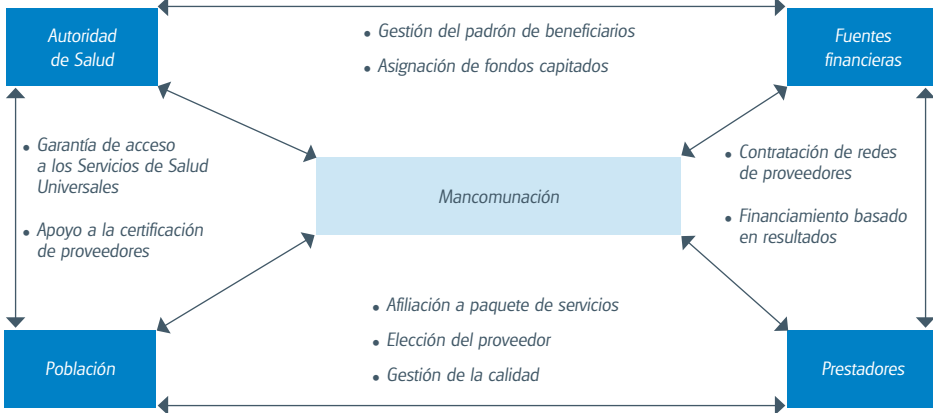 Autoridad
de Salud
• Gestión del padrón de beneficiarios
• Asignación de fondos capitados
Fuentes
financieras
• Garantía de acceso
a los Servicios de Salud
Universales
• Apoyo a la certificación
de proveedores
Mancomunación
• Contratación de redes
de proveedores
• Financiamiento basado
en resultados
Población
• Afiliación a paquete de servicios
• Elección del proveedor
• Gestión de la calidad
Prestadores